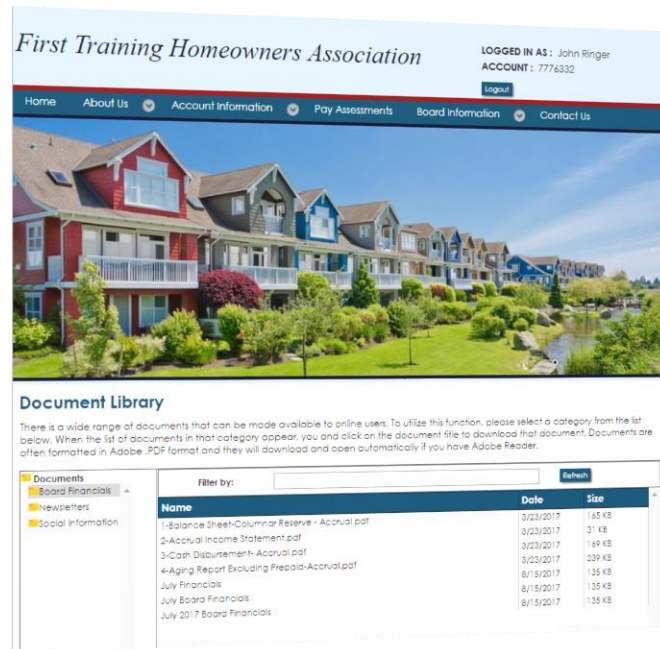 First Training Homeowners Association
LOGGED IN AS : John Ringer
ACCOUNT : 7776332
Logout
Home About Us Account Information Pay Assessments Board Information Contact Us
Document Library
There is a wide range of documents that can be made available to online users. To utilize this function, please select a category from the list
below. When the list of documents in that category appear, you and click on the document title to download that document. Documents are
often formatted in Adobe .PDF format and they will download and open automatically if you have Adobe Reader.
Documents
Board Financials
Newsletters
Social Information
Filter by: Refresh
Name Date Size
1-Balance Sheet-Columnar Reserve - Accrual.pdf 3/23/2017 165 KB
2-Accrual Income Statement.pdf 3/23/2017 31 KB
3-Cash Disbursement- Accrual.pdf 3/23/2017 169 KB
4-Aging Report Excluding Prepaid-Accrual.pdf 3/23/2017 239 KB
July Financials 8/15/2017 135 KB
July Board Financials 8/15/2017 135 KB
July 2017 Board Financials 8/15/2017 135 KB